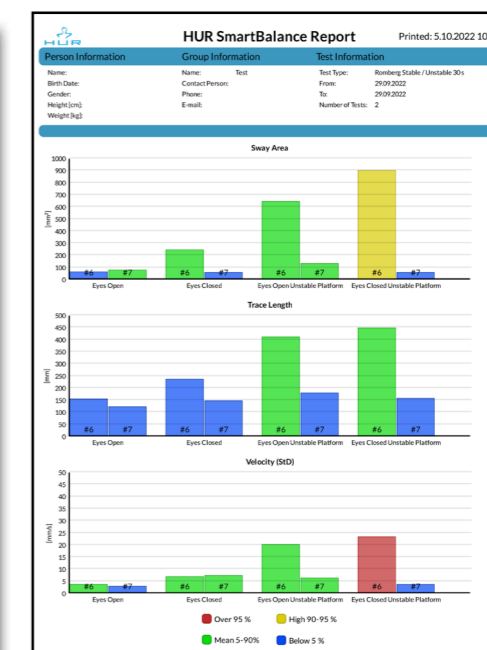 HUR
HUR SmartBalance Report
Printed: 5.10.2022 10
Person Information Group Information Test Information
Name: Name: Test Test Type: Romberg Stable / Unstable 30s
Birth Date: Contact Person: From: 29.09.2022
Gender: Phone: To: 29.09.2022
Height [cm]: E-mail: Number of Tests: 2
Weight [kg]:
Sway Area
1000
900
800
700
600
500
400
300
200
100
0
[mm²]
#6 #7 #6 #7 #6 #7 #6 #7
Eyes Open Eyes Closed Eyes Open Unstable Platform Eyes Closed Unstable Platform
Trace Length
500
450
400
350
300
250
200
150
100
50
0
[mm]
#6 #7 #6 #7 #6 #7 #6 #7
Eyes Open Eyes Closed Eyes Open Unstable Platform Eyes Closed Unstable Platform
Velocity (StD)
50
45
40
35
30
25
20
15
10
5
0
[mm/s]
#6 #7 #6 #7 #6 #7 #6 #7
Eyes Open Eyes Closed Eyes Open Unstable Platform Eyes Closed Unstable Platform
Over 95 % High 90-95 %
Mean 5-90% Below 5 %